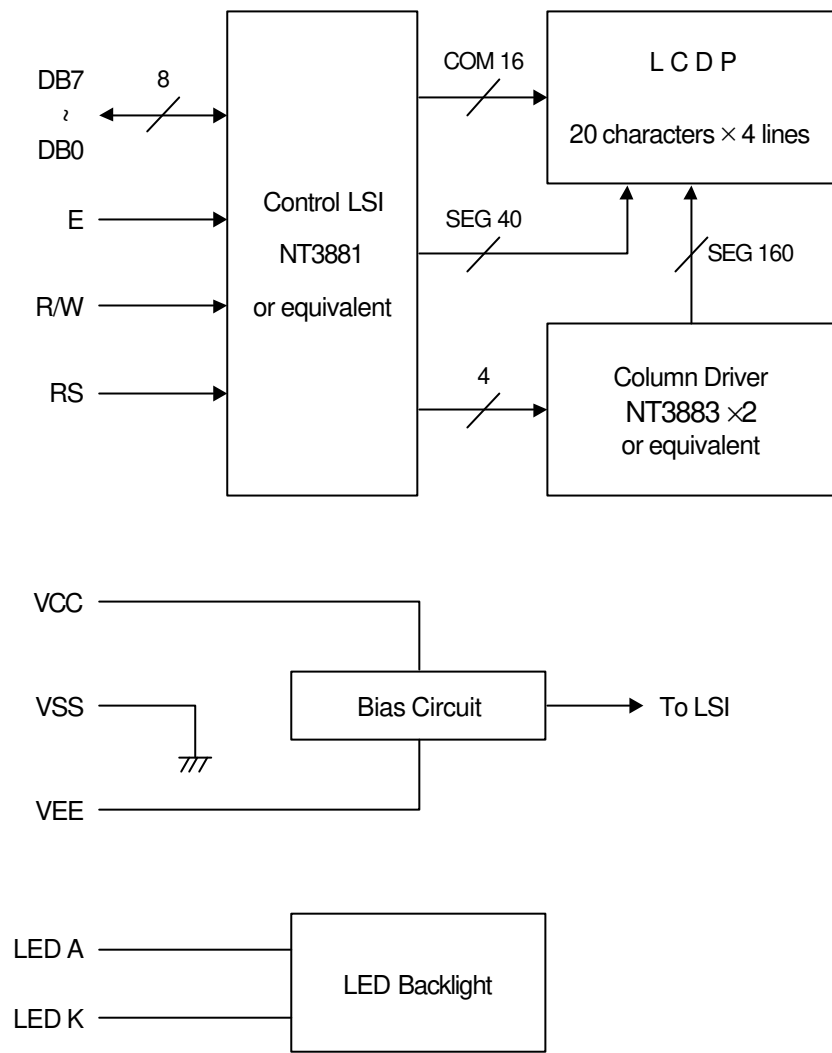 DB7
~
DB0
8
E
R/W
RS
Control LSI
NT3881
or equivalent
COM 16
SEG 40
4
L C D P
20 characters × 4 lines
SEG 160
Column Driver
NT3883 ×2
or equivalent
VCC
VSS
VEE
Bias Circuit
To LSI
LED A
LED K
LED Backlight